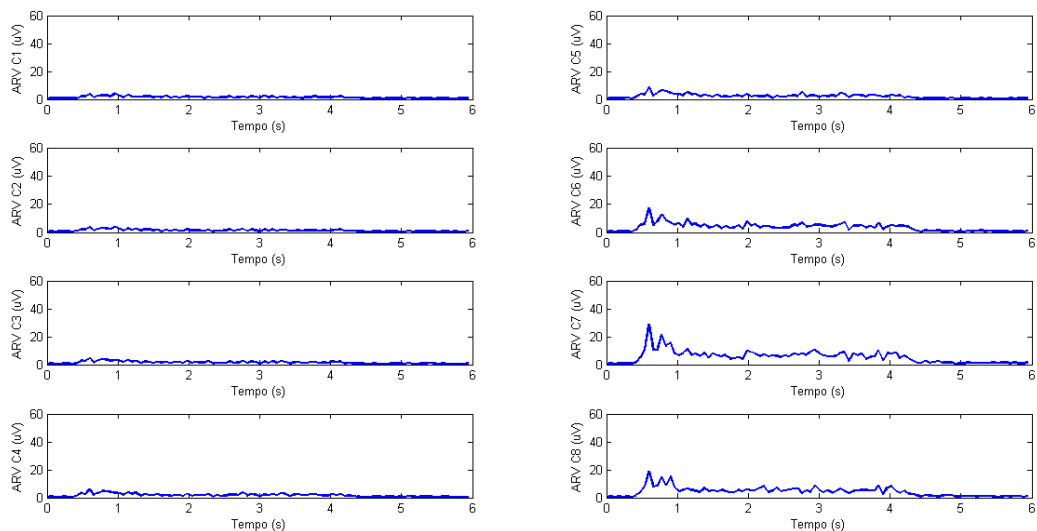 ARV C1 (uV)
60
40
20
0
0 1 2 3 4 5 6
Tempo (s)
ARV C2 (uV)
60
40
20
0
0 1 2 3 4 5 6
Tempo (s)
ARV C3 (uV)
60
40
20
0
0 1 2 3 4 5 6
Tempo (s)
ARV C4 (uV)
60
40
20
0
0 1 2 3 4 5 6
Tempo (s)
ARV C5 (uV)
60
40
20
0
0 1 2 3 4 5 6
Tempo (s)
ARV C6 (uV)
60
40
20
0
0 1 2 3 4 5 6
Tempo (s)
ARV C7 (uV)
60
40
20
0
0 1 2 3 4 5 6
Tempo (s)
ARV C8 (uV)
60
40
20
0
0 1 2 3 4 5 6
Tempo (s)